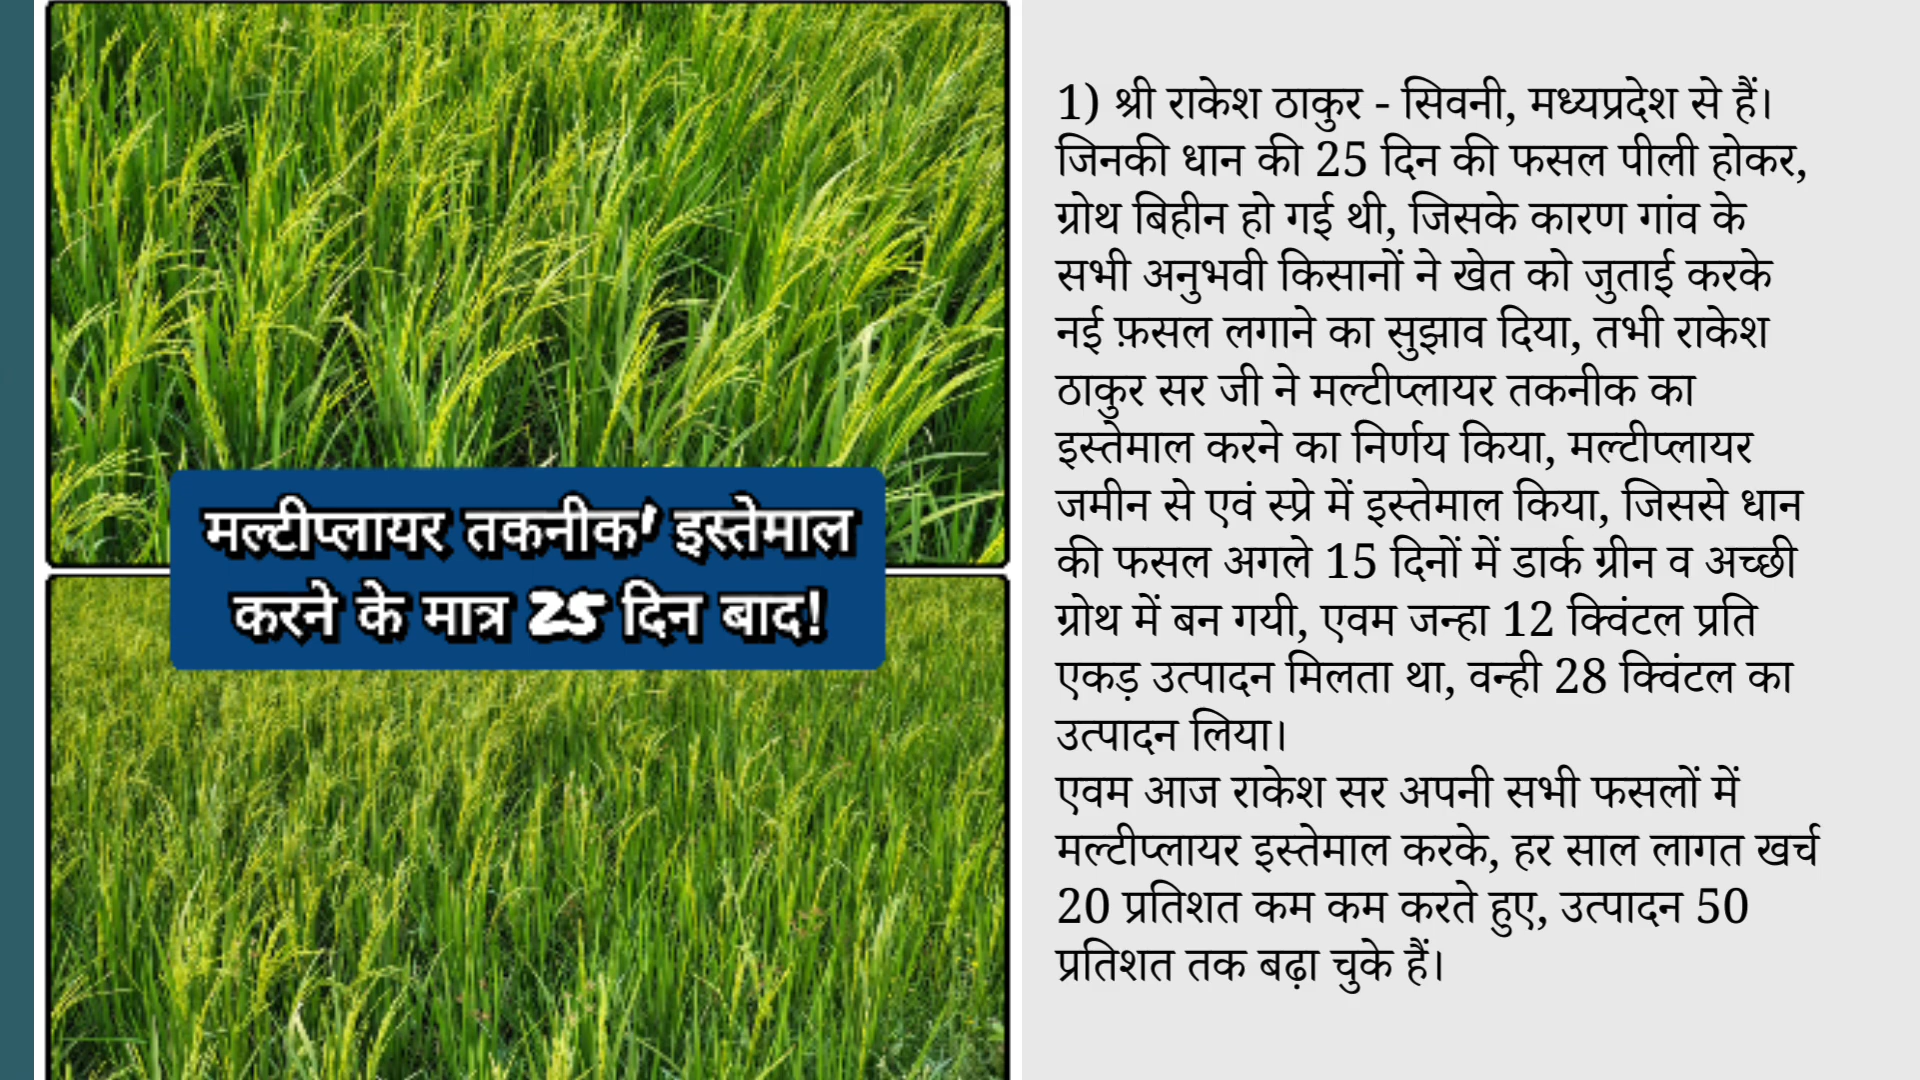 मल्टीप्लायर तकनीक' इस्तेमाल
करने के मात्र 25 दिन बाद!
1) श्री राकेश ठाकुर - सिवनी, मध्यप्रदेश से हैं।
जिनकी धान की 25 दिन की फसल पीली होकर,
ग्रोथ बिहीन हो गई थी, जिसके कारण गांव के
सभी अनुभवी किसानों ने खेत को जुताई करके
नई फ़सल लगाने का सुझाव दिया, तभी राकेश
ठाकुर सर जी ने मल्टीप्लायर तकनीक का
इस्तेमाल करने का निर्णय किया, मल्टीप्लायर
जमीन से एवं स्प्रे में इस्तेमाल किया, जिससे धान
की फसल अगले 15 दिनों में डार्क ग्रीन व अच्छी
ग्रोथ में बन गयी, एवम जन्हा 12 क्विंटल प्रति
एकड़ उत्पादन मिलता था, वन्ही 28 क्विंटल का
उत्पादन लिया।
एवम आज राकेश सर अपनी सभी फसलों में
मल्टीप्लायर इस्तेमाल करके, हर साल लागत खर्च
20 प्रतिशत कम कम करते हुए, उत्पादन 50
प्रतिशत तक बढ़ा चुके हैं।